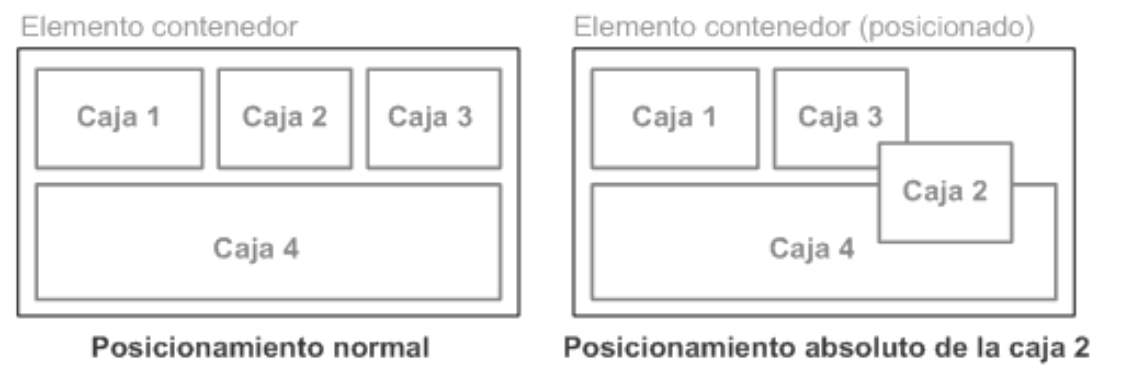 Elemento contenedor
Caja 1
Caja 2
Caja 3
Caja 4
Posicionamiento normal
Elemento contenedor (posicionado)
Caja 1
Caja 3
Caja 2
Caja 4
Posicionamiento absoluto de la caja 2